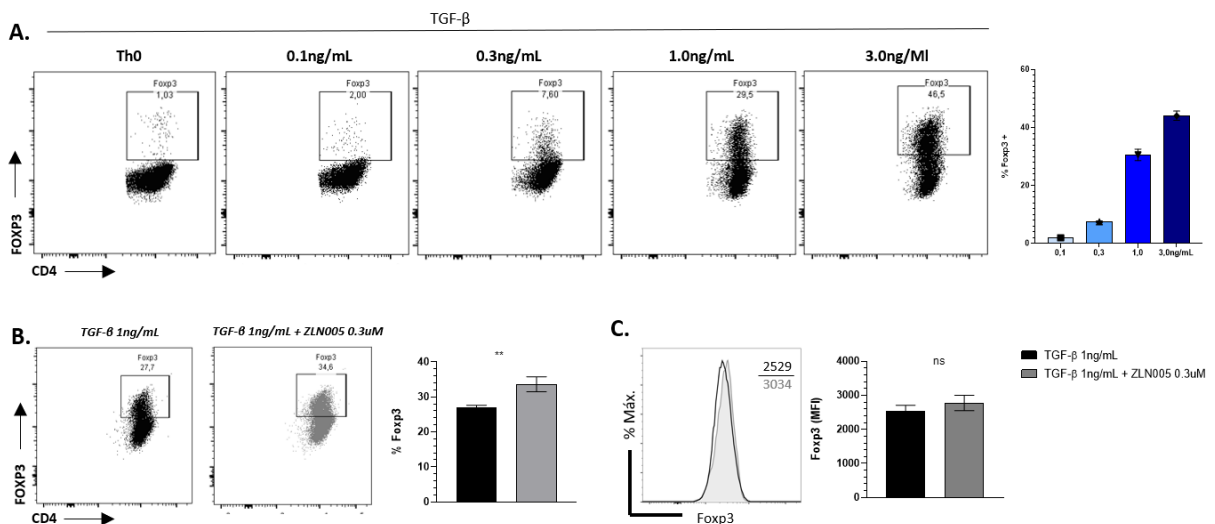 TGF-β
A.
Th0
0.1ng/mL
0.3ng/mL
1.0ng/mL
3.0ng/Ml
Foxp3
1,03
Foxp3
2,00
Foxp3
7,60
Foxp3
29,5
Foxp3
46,5
FOXP3
CD4
% Foxp3 +
60
40
20
0
0,1
0,3
1,0
3,0ng/mL
B.
TGF-β 1ng/mL
TGF-β 1ng/mL + ZLN005 0.3uM
Foxp3
27,7
Foxp3
34,6
FOXP3
CD4
% Foxp3
40
30
20
10
0
**
C.
2529
3034
% Máx.
Foxp3
Foxp3 (MFI)
4000
3000
2000
1000
0
ns
TGF-β 1ng/mL
TGF-β 1ng/mL + ZLN005 0.3uM